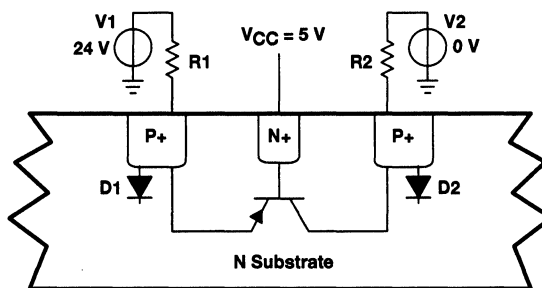 V1
24 V
R1
VCC = 5 V
R2
V2
0 V
P+
N+
P+
D1
D2
N Substrate